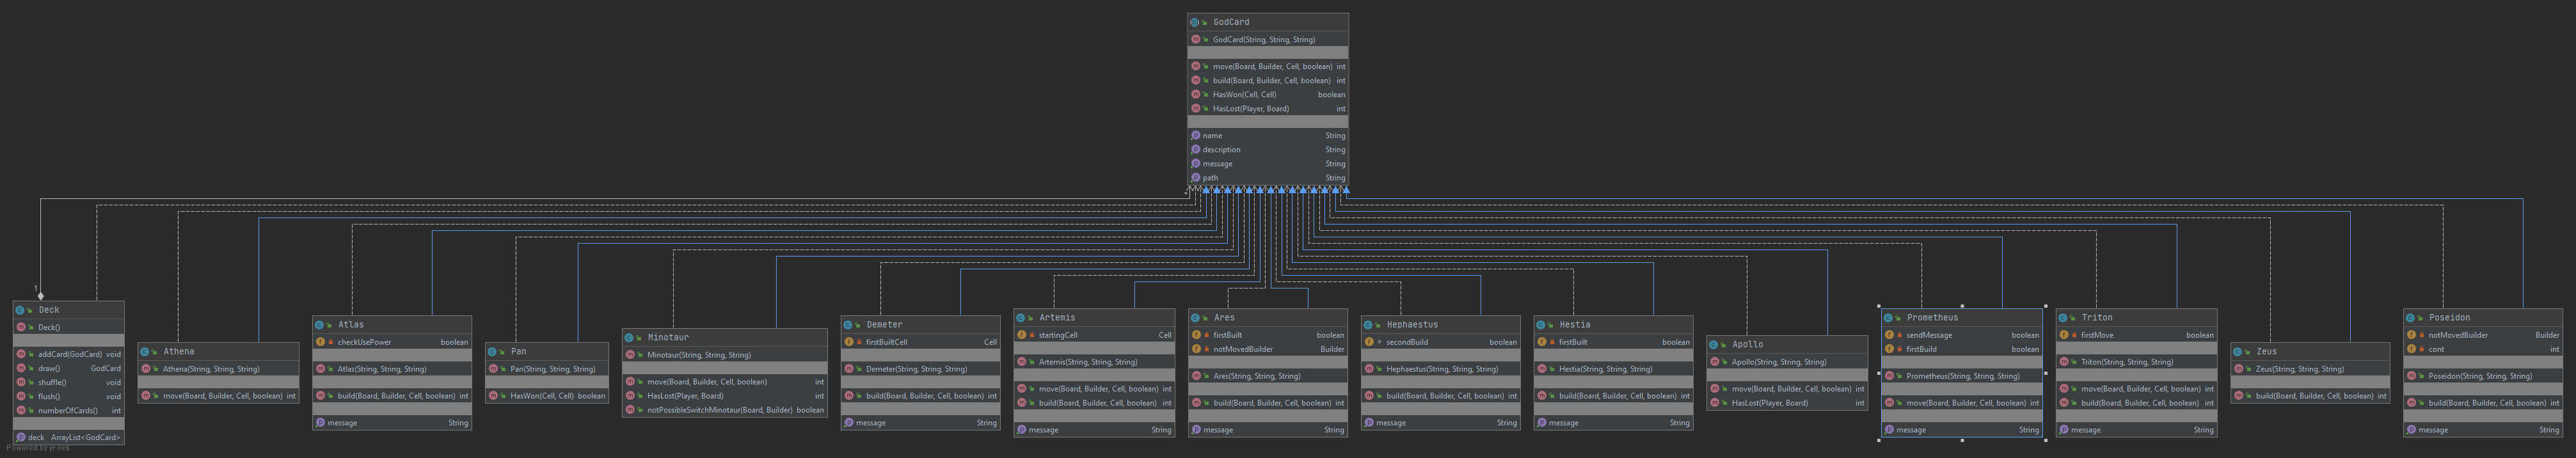 GodCard
GodCard(String, String, String)
move(Board, Builder, Cell, boolean) int
build(Board, Builder, Cell, boolean) int
HasWon(Cell, Cell) boolean
HasLost(Player, Board) int
name String
description String
message String
path String
*
1
Deck
Deck()
addCard(GodCard) void
draw() GodCard
shuffle() void
flush() void
numberOfCards() int
deck ArrayList<GodCard>
Athena
Athena(String, String, String)
move(Board, Builder, Cell, boolean) int
Atlas
checkUsePower boolean
Atlas(String, String, String)
build(Board, Builder, Cell, boolean) int
message String
Pan
Pan(String, String, String)
HasWon(Cell, Cell) boolean
Minotaur
Minotaur(String, String, String)
move(Board, Builder, Cell, boolean) int
HasLost(Player, Board) int
notPossibleSwitchMinotaur(Board, Builder) boolean
Demeter
firstBuiltCell Cell
Demeter(String, String, String)
build(Board, Builder, Cell, boolean) int
message String
Artemis
startingCell Cell
Artemis(String, String, String)
move(Board, Builder, Cell, boolean) int
build(Board, Builder, Cell, boolean) int
message String
Ares
firstBuilt boolean
notMovedBuilder Builder
Ares(String, String, String)
build(Board, Builder, Cell, boolean) int
message String
Hephaestus
secondBuild boolean
Hephaestus(String, String, String)
build(Board, Builder, Cell, boolean) int
message String
Hestia
firstBuilt boolean
Hestia(String, String, String)
build(Board, Builder, Cell, boolean) int
message String
Apollo
Apollo(String, String, String)
move(Board, Builder, Cell, boolean) int
HasLost(Player, Board) int
Prometheus
sendMessage boolean
firstBuild boolean
Prometheus(String, String, String)
move(Board, Builder, Cell, boolean) int
message String
Triton
firstMove boolean
Triton(String, String, String)
move(Board, Builder, Cell, boolean) int
build(Board, Builder, Cell, boolean) int
message String
Zeus
Zeus(String, String, String)
build(Board, Builder, Cell, boolean) int
Poseidon
notMovedBuilder Builder
cont int
Poseidon(String, String, String)
build(Board, Builder, Cell, boolean) int
message String
Powered by yFiles